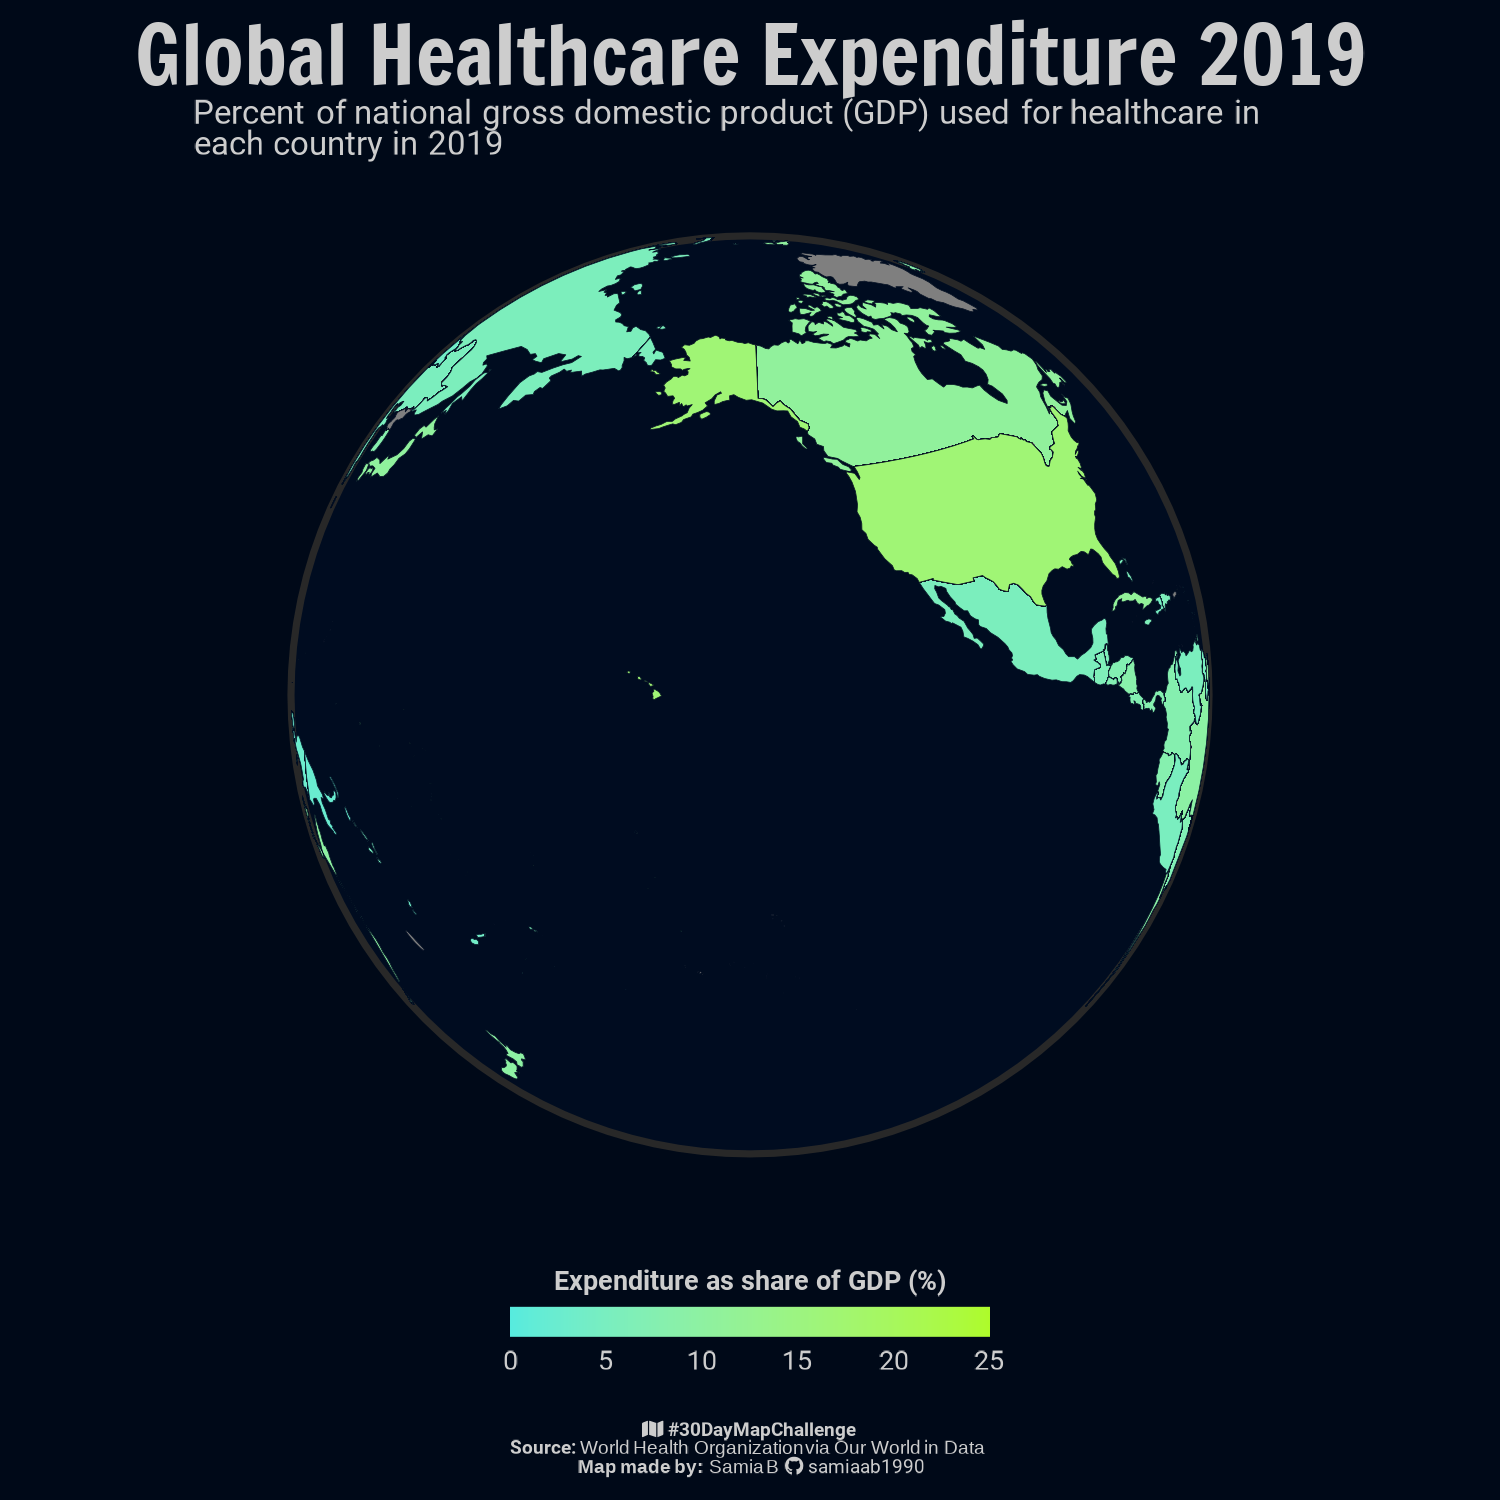 Global Healthcare Expenditure 2019
Percent of national gross domestic product (GDP) used for healthcare in
each country in 2019
Expenditure as share of GDP (%)
0 5 10 15 20 25
#30DayMapChallenge
Source: World Health Organization via Our World in Data
Map made by: Samia B samiaab1990